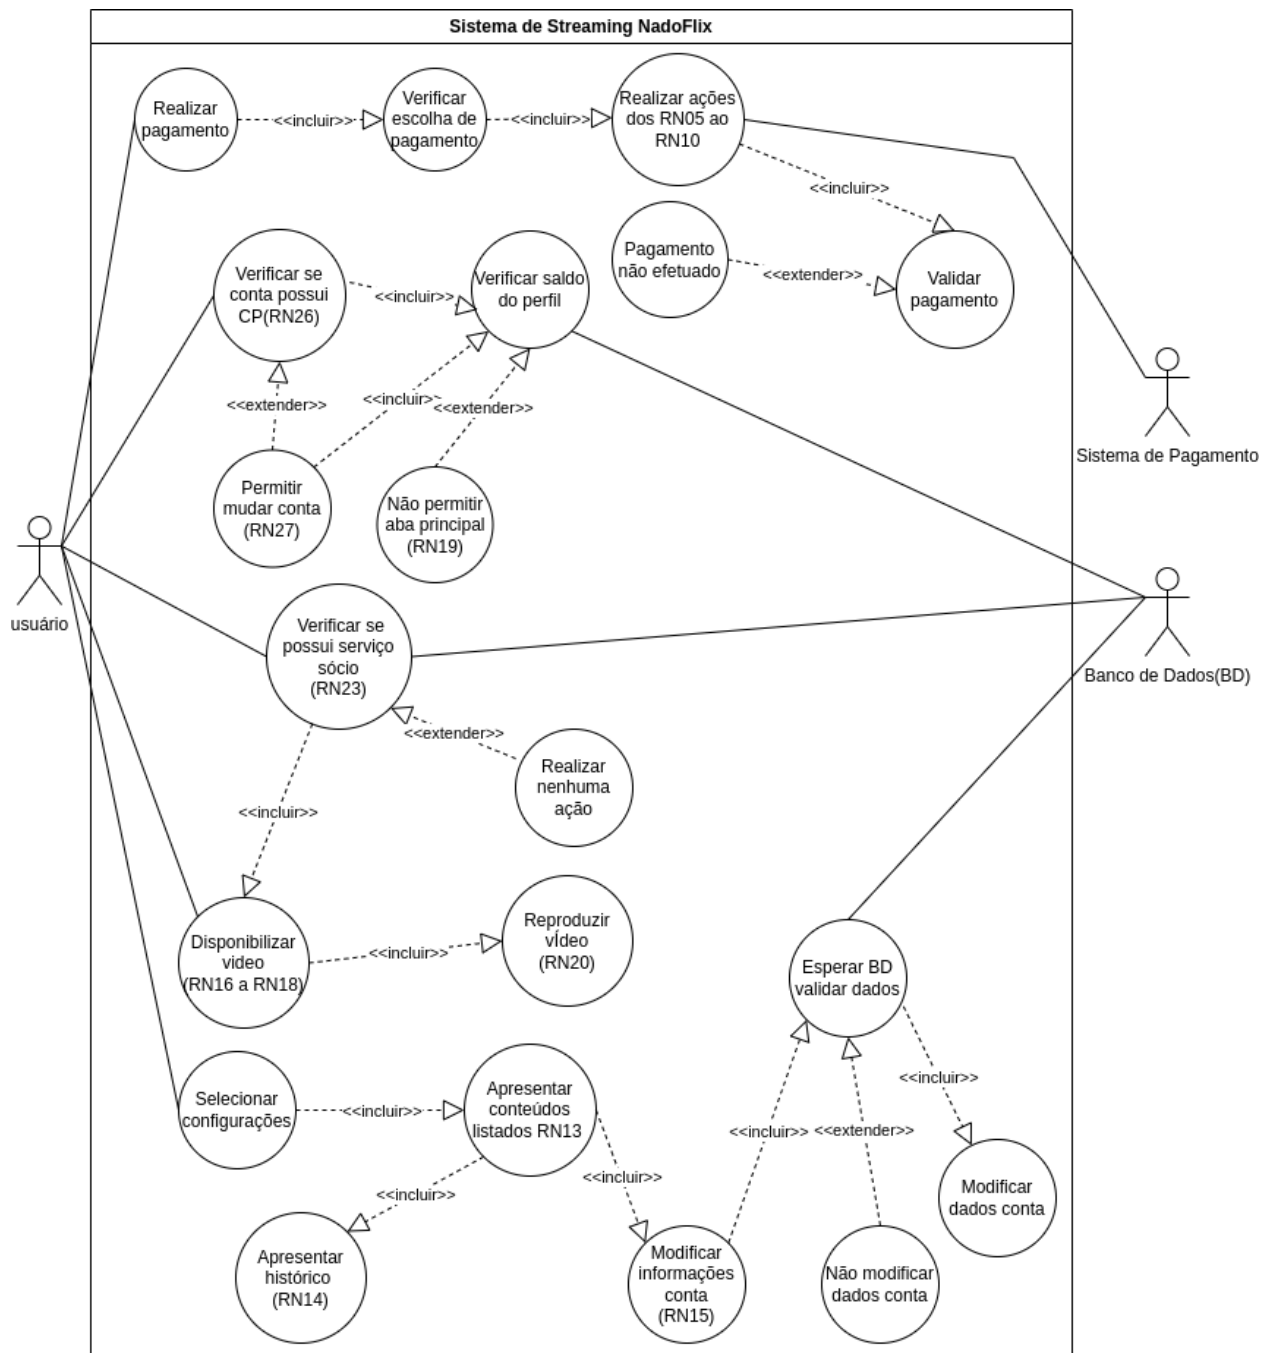 Sistema de Streaming NadoFlix
Realizar
pagamento
<<incluir>>
Verificar
escolha de
pagamento
<<incluir>>
Realizar ações
dos RN05 ao
RN10
<<incluir>>
Pagamento
não efetuado
<<extender>>
Validar
pagamento
Verificar se
conta possui
CP(RN26)
<<incluir>>
Verificar saldo
do perfil
<<extender>>
<<incluir>>
<<extender>>
Permitir
mudar conta
(RN27)
Não permitir
aba principal
(RN19)
Sistema de Pagamento
usuário
Banco de Dados(BD)
Verificar se
possui serviço
sócio
(RN23)
<<extender>>
Realizar
nenhuma
ação
<<incluir>>
Disponibilizar
video
(RN16 a RN18)
<<incluir>>
Reproduzir
vÍdeo
(RN20)
Esperar BD
validar dados
Selecionar
configurações
<<incluir>>
Apresentar
conteúdos
listados RN13
<<incluir>>
<<incluir>>
<<incluir>>
<<extender>>
<<incluir>>
Modificar
dados conta
Apresentar
histórico
(RN14)
Modificar
informações
conta
(RN15)
Não modificar
dados conta